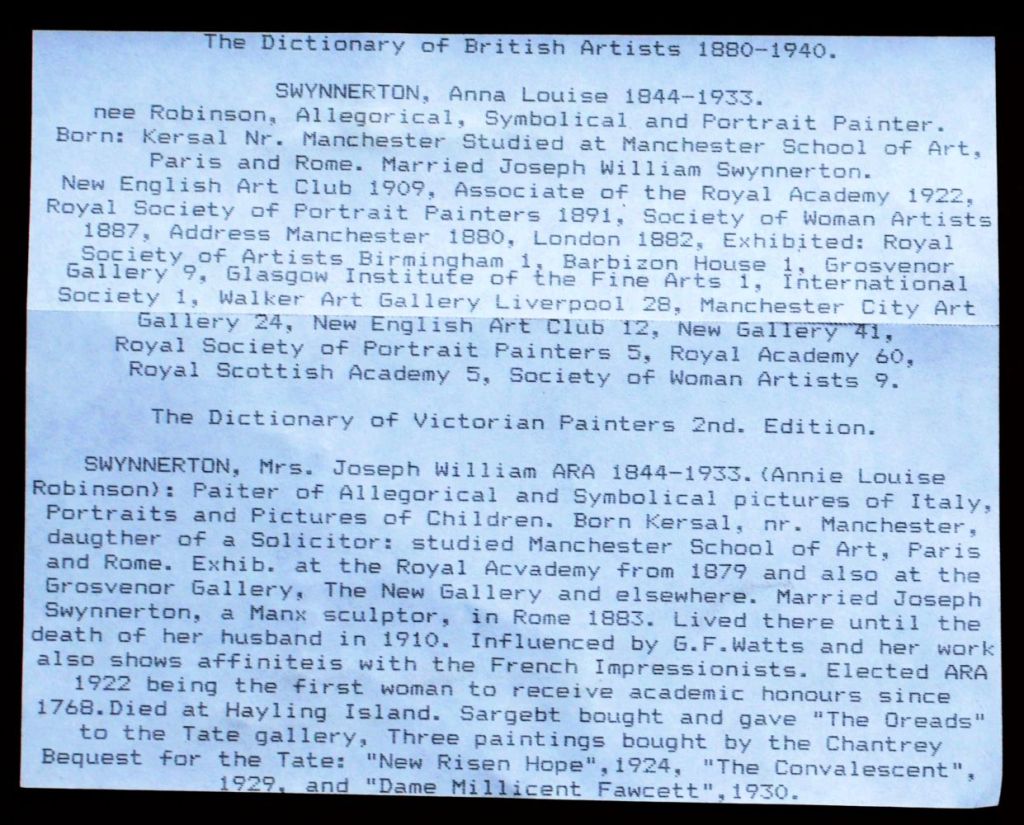 The Dictionary of British Artists 1880-1940.
SWYNNERTON, Anna Louise 1844-1933.
nee Robinson, Allegorical, Symbolical and Portrait Painter.
Born: Kersal Nr. Manchester Studied at Manchester School of Art,
Paris and Rome. Married Joseph William Swynnerton.
New English Art Club 1909, Associate of the Royal Academy 1922,
Royal Society of Portrait Painters 1891, Society of Woman Artists
1887, Address Manchester 1880, London 1882, Exhibited: Royal
Society of Artists Birmingham 1, Barbizon House 1, Grosvenor
Gallery 9, Glasgow Institute of the Fine Arts 1, International
Society 1, Walker Art Gallery Liverpool 28, Manchester City Art
Gallery 24, New English Art Club 12, New Gallery 41,
Royal Society of Portrait Painters 5, Royal Academy 60,
Royal Scottish Academy 5, Society of Woman Artists 9.
The Dictionary of Victorian Painters 2nd. Edition.
SWYNNERTON, Mrs. Joseph William ARA 1844-1933.(Annie Louise
Robinson): Paiter of Allegorical and Symbolical pictures of Italy,
Portraits and Pictures of Children. Born Kersal, nr. Manchester,
daugther of a Solicitor: studied Manchester School of Art, Paris
and Rome. Exhib. at the Royal Acvademy from 1879 and also at the
Grosvenor Gallery, The New Gallery and elsewhere. Married Joseph
Swynnerton, a Manx sculptor, in Rome 1883. Lived there until the
death of her husband in 1910. Influenced by G.F.Watts and her work
also shows affiniteis with the French Impressionists. Elected ARA
1922 being the first woman to receive academic honours since
1768.Died at Hayling Island. Sargebt bought and gave "The Oreads"
to the Tate gallery, Three paintings bought by the Chantrey
Bequest for the Tate: "New Risen Hope",1924, "The Convalescent",
1929, and "Dame Millicent Fawcett",1930.